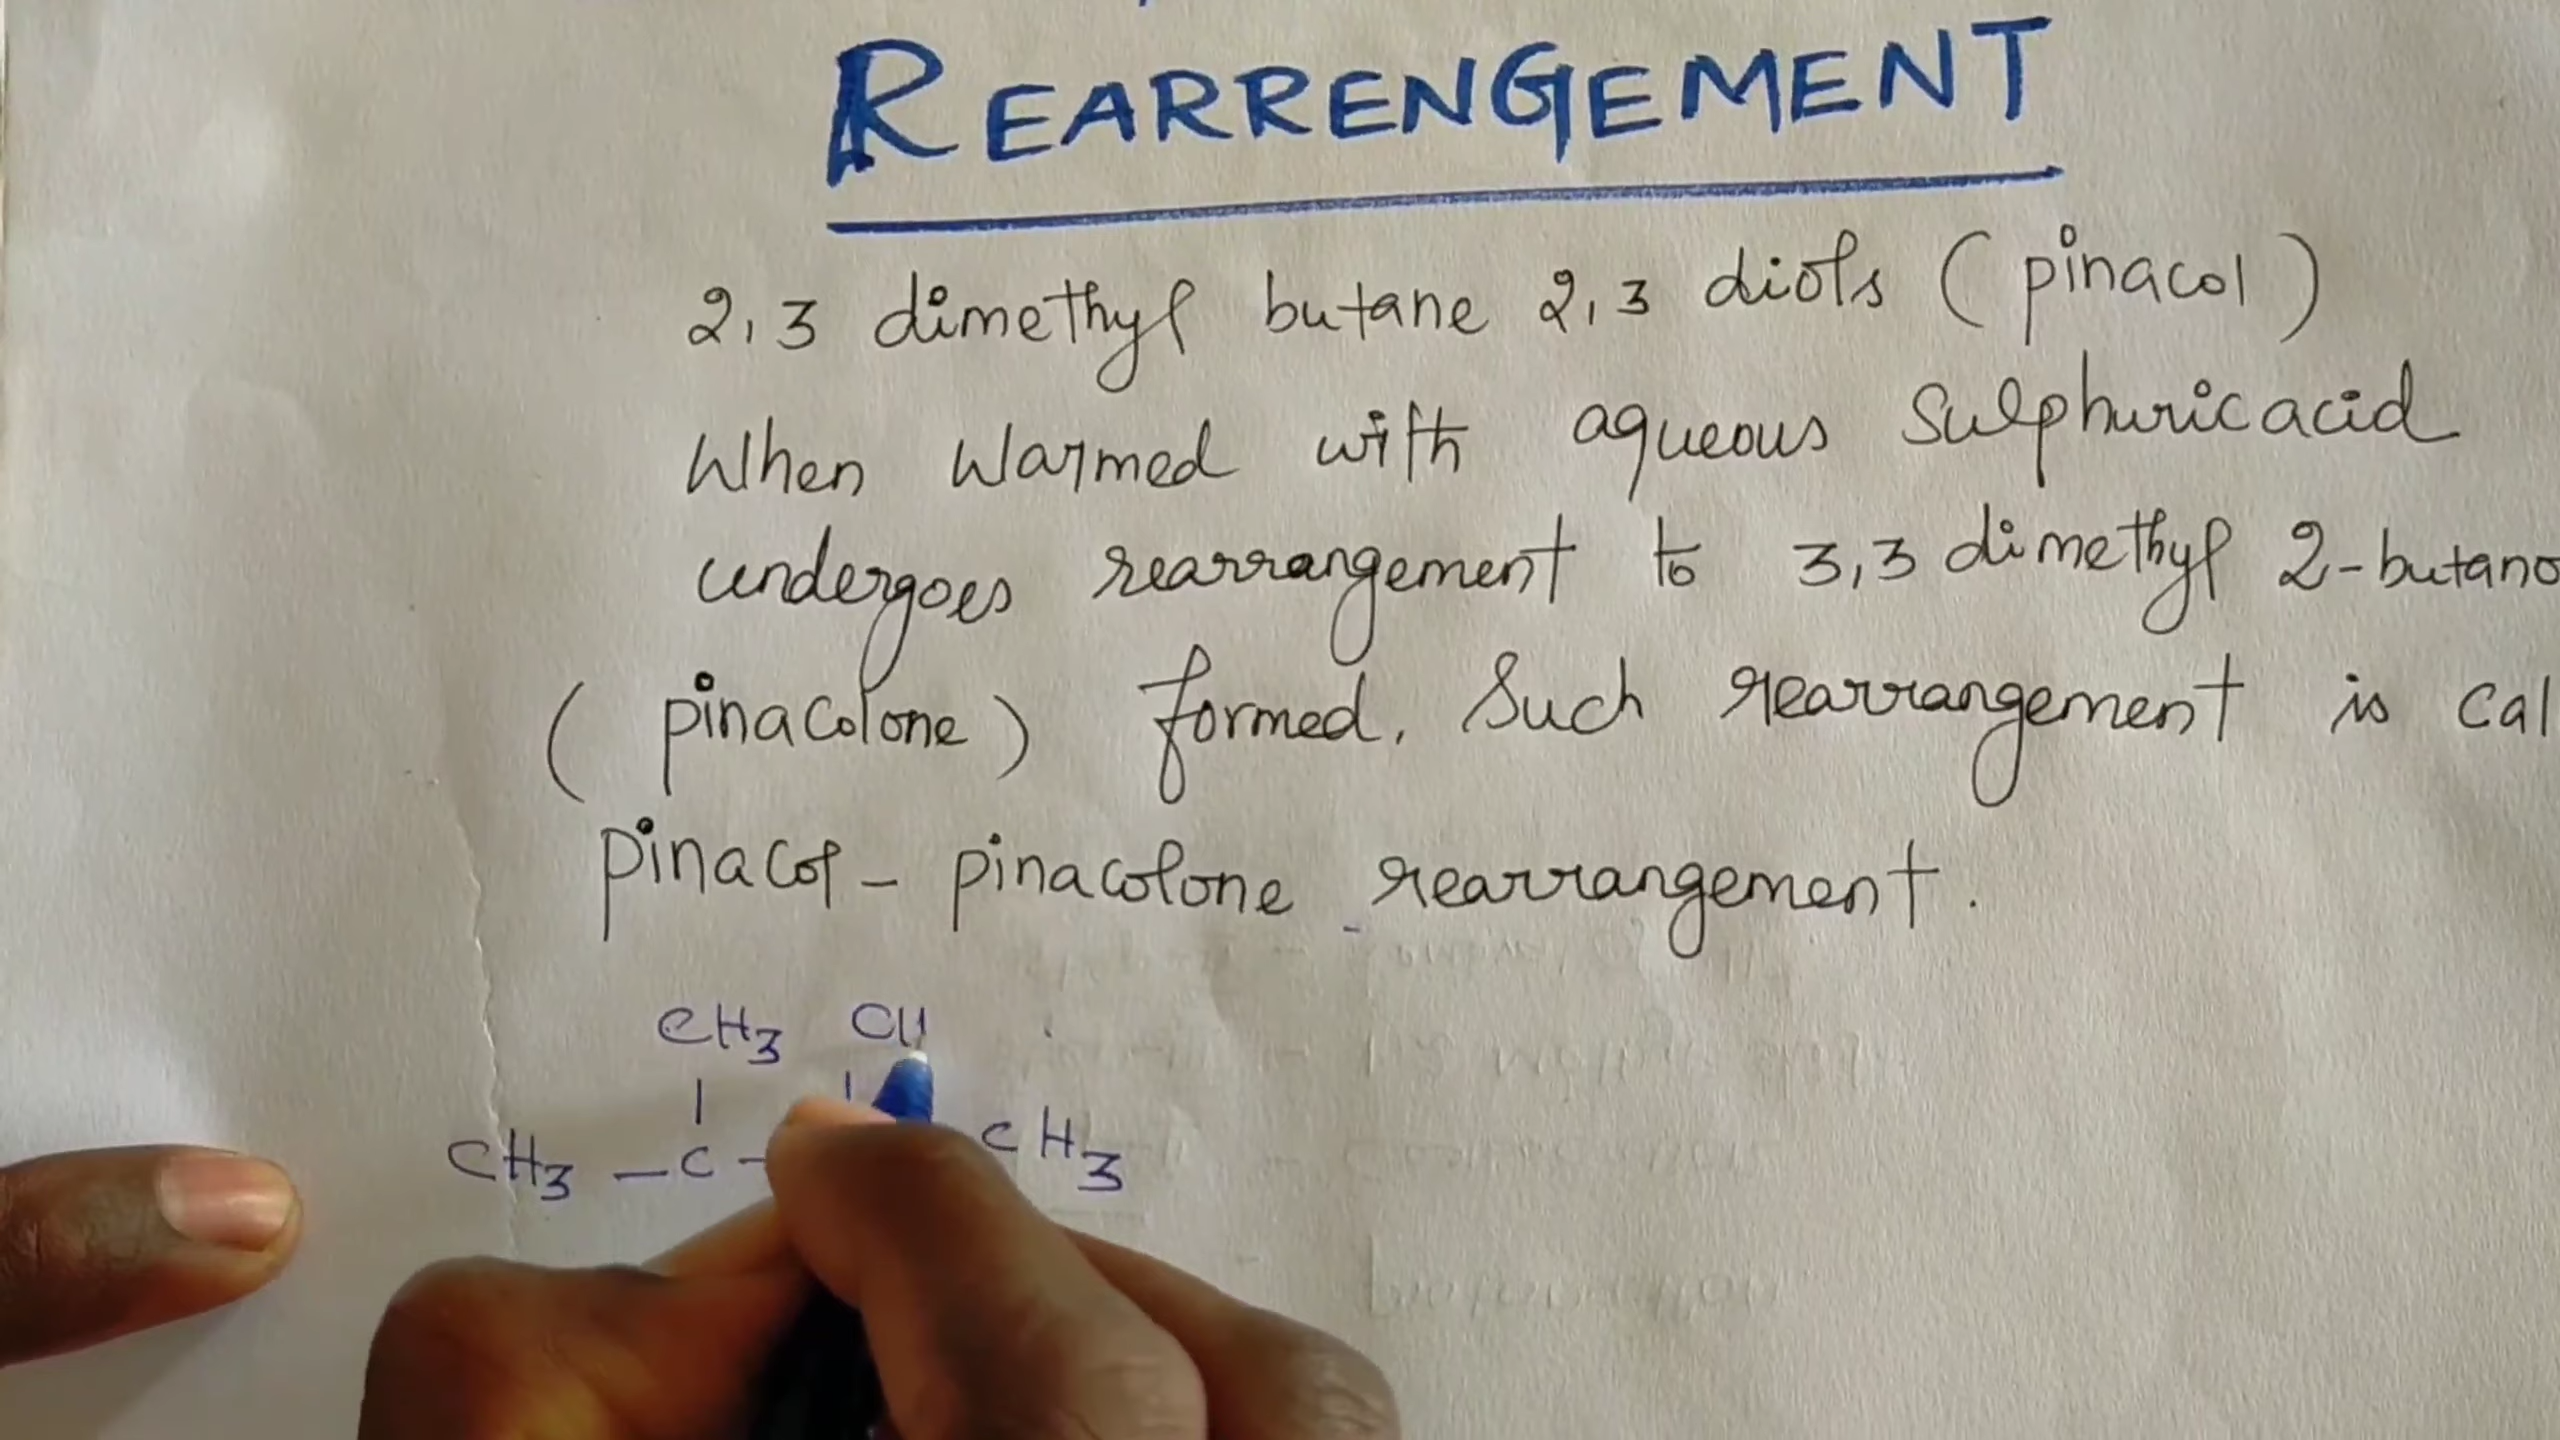 REARRENGEMENT
2,3 dimethyl butane 2,3 diols (pinacol)
When warmed with aqueous sulphuric acid
undergoes rearrangement to 3,3 dimethyl 2-butano
(pinacolone) formed. Such rearrangement is cal
pinacol - pinacolone rearrangement.
CH3
CH3 - C - CH3